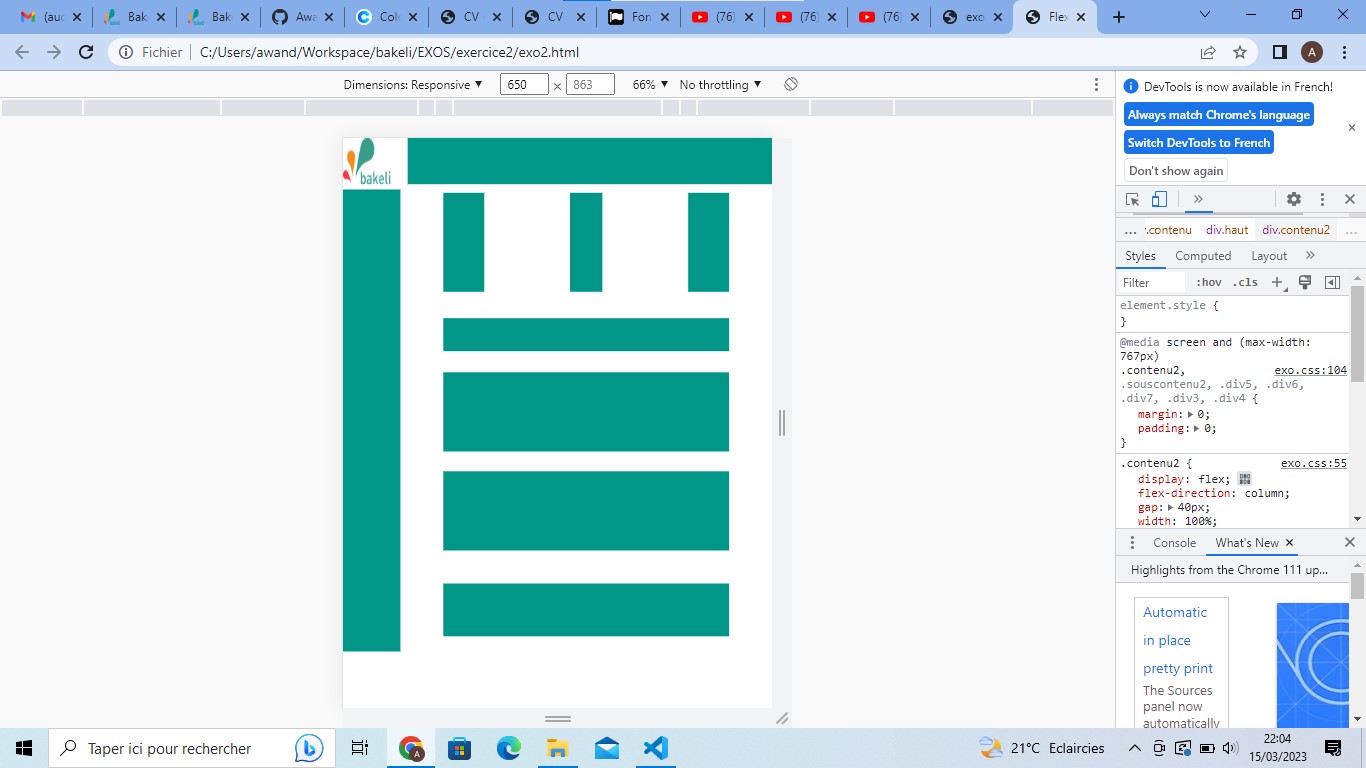 (auc
Bake
Bake
Awa
Colo
CV
CV
Fon
(76)
(76)
(76)
exo
Flex
Fichier
C:/Users/awand/Workspace/bakeli/EXOS/exercice2/exo2.html
A
Dimensions: Responsive
650
x
863
66%
No throttling
bakeli
DevTools is now available in French!
Always match Chrome's language
Switch DevTools to French
Don't show again
...
.contenu
div.haut
div.contenu2
...
Styles
Computed
Layout
Filter
:hov
.cls
element.style {
}
@media screen and (max-width:
767px)
.contenu2,
exo.css:104
.souscontenu2, .div5, .div6,
.div7, .div3, .div4 {
margin: 0;
padding: 0;
}
.contenu2 {
exo.css:55
display: flex;
flex-direction: column;
gap: 40px;
width: 100%;
Console
What's New
Highlights from the Chrome 111 up...
Automatic
in place
pretty print
The Sources
panel now
automatically
Taper ici pour rechercher
A
21°C Eclaircies
22:04
15/03/2023